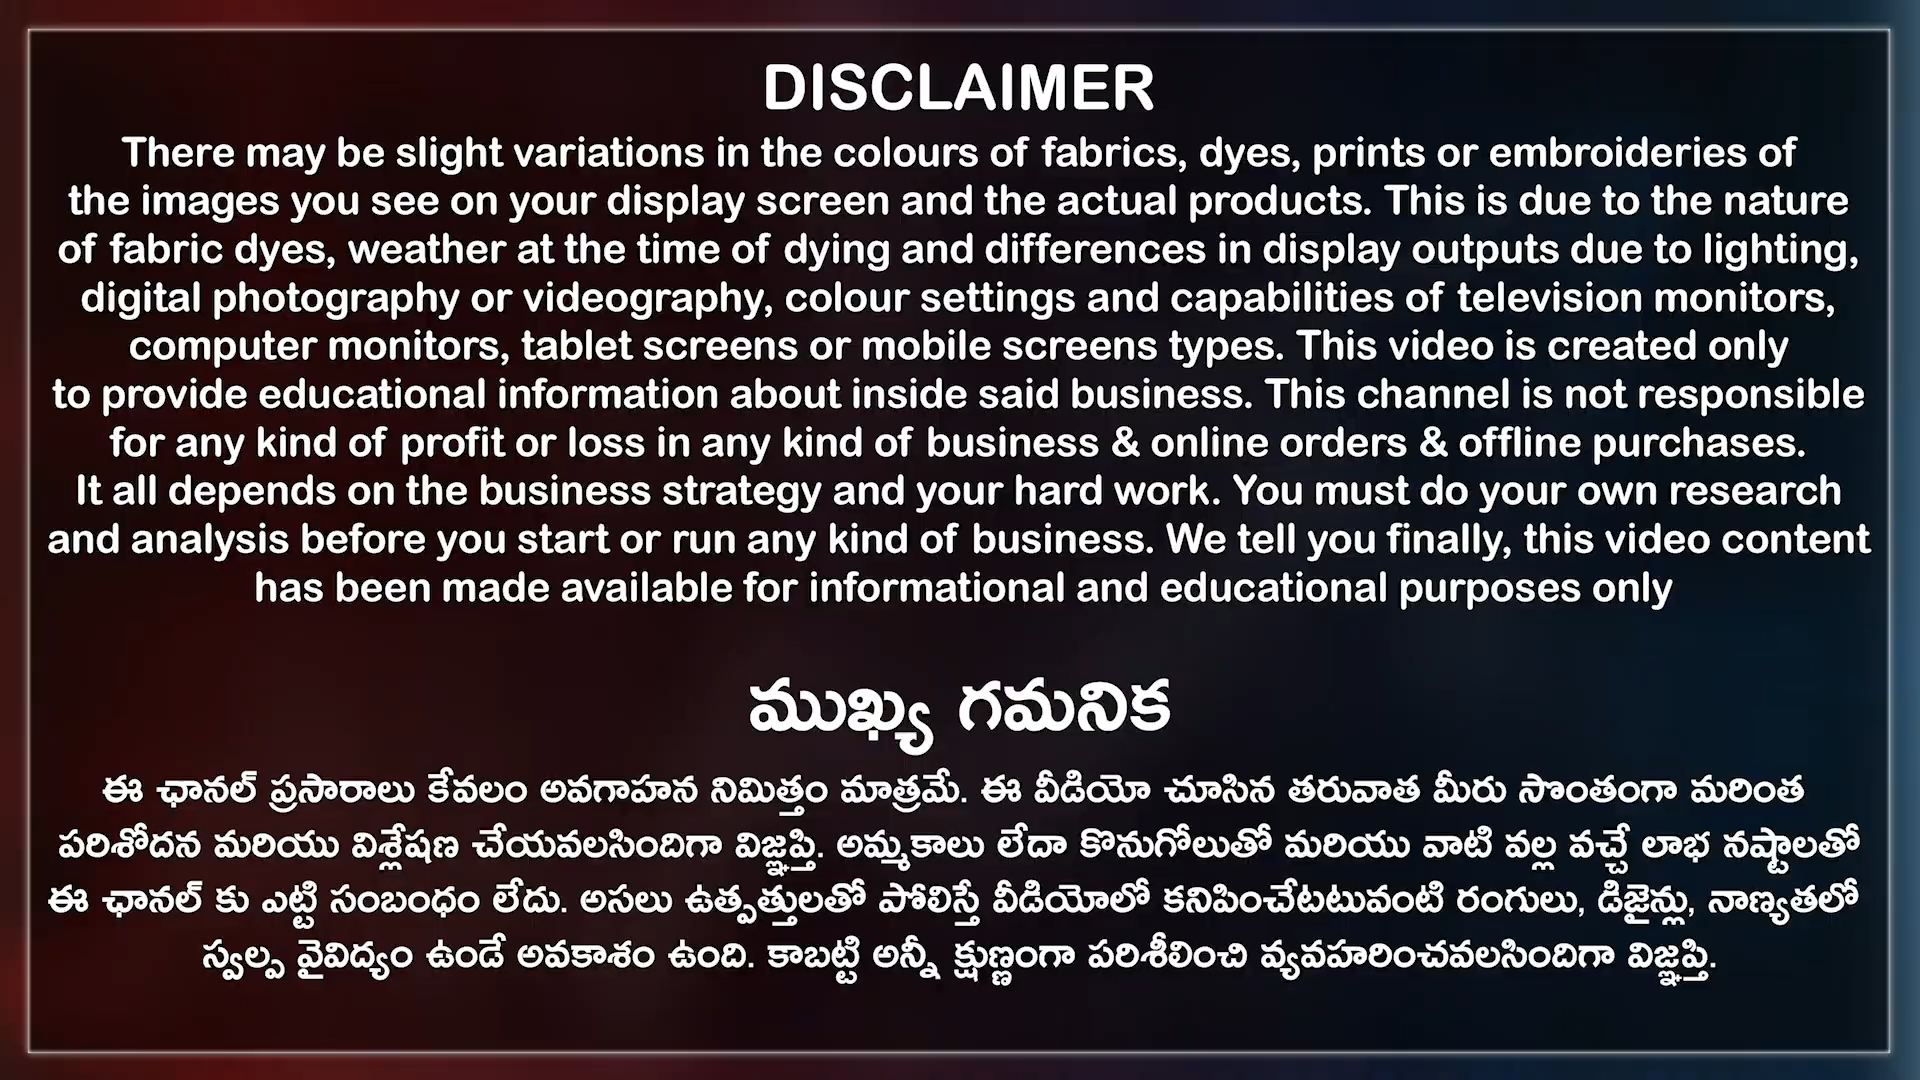 DISCLAIMER
There may be slight variations in the colours of fabrics, dyes, prints or embroideries of
the images you see on your display screen and the actual products. This is due to the nature
of fabric dyes, weather at the time of dying and differences in display outputs due to lighting,
digital photography or videography, colour settings and capabilities of television monitors,
computer monitors, tablet screens or mobile screens types. This video is created only
to provide educational information about inside said business. This channel is not responsible
for any kind of profit or loss in any kind of business & online orders & offline purchases.
It all depends on the business strategy and your hard work. You must do your own research
and analysis before you start or run any kind of business. We tell you finally, this video content
has been made available for informational and educational purposes only
ముఖ్య గమనిక
ఈ ఛానల్ ప్రసారాలు కేవలం అవగాహన నిమిత్తం మాత్రమే. ఈ వీడియో చూసిన తరువాత మీరు సొంతంగా మరింత
పరిశోదన మరియు విశ్లేషణ చేయవలసిందిగా విజ్ఞప్తి. అమ్మకాలు లేదా కొనుగోలుతో మరియు వాటి వల్ల వచ్చే లాభ నష్టాలతో
ఈ ఛానల్ కు ఎట్టి సంబంధం లేదు. అసలు ఉత్పత్తులతో పోలిస్తే వీడియోలో కనిపించేటటువంటి రంగులు, డిజైన్లు, నాణ్యతలో
స్వల్ప వైవిద్యం ఉండే అవకాశం ఉంది. కాబట్టి అన్నీ క్షుణ్ణంగా పరిశీలించి వ్యవహరించవలసిందిగా విజ్ఞప్తి.